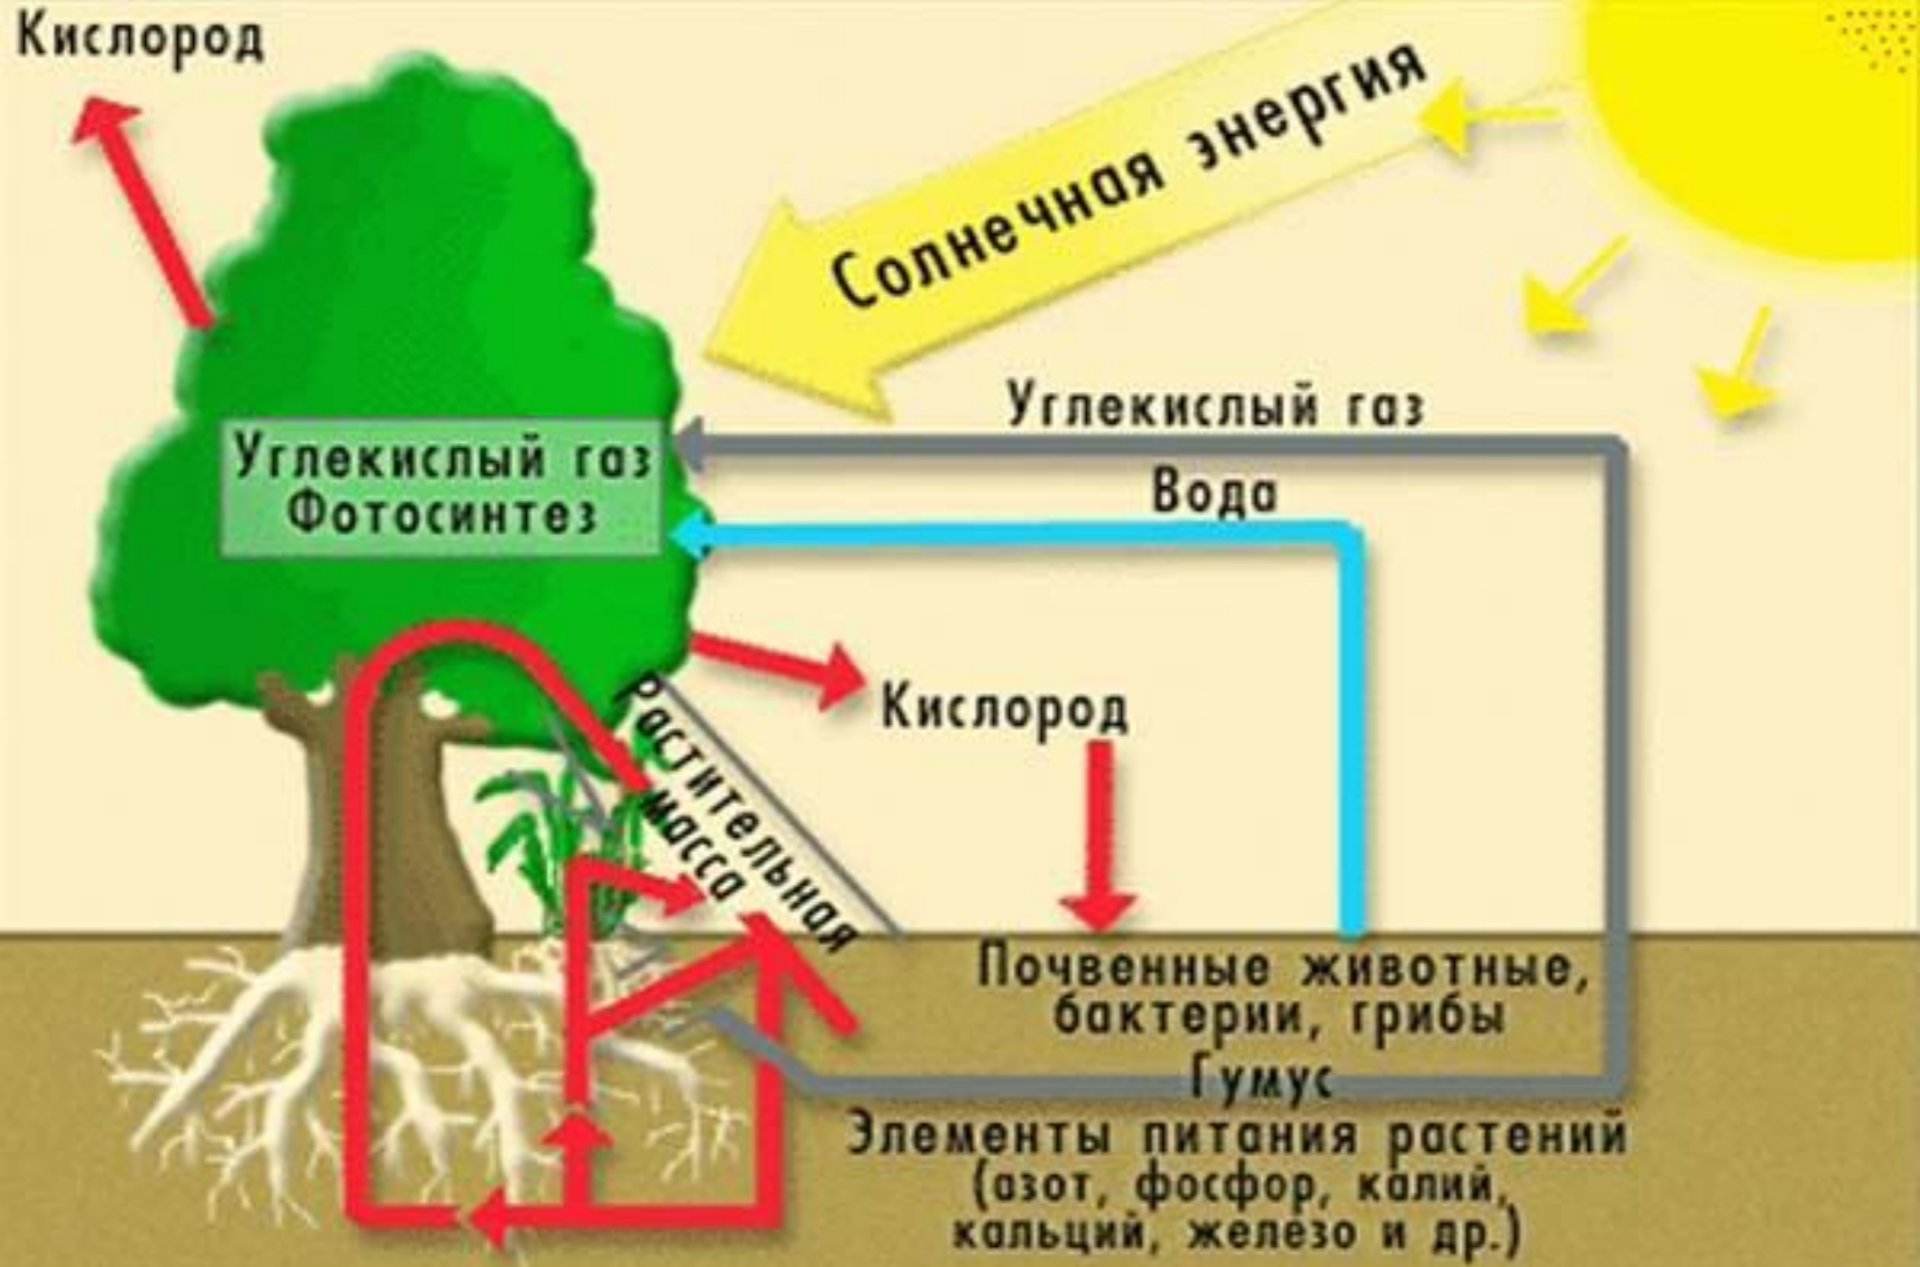 Кислород
Солнечная энергия
Углекислый газ
Углекислый газ
Фотосинтез
Вода
Кислород
Растительная
масса
Почвенные животные,
бактерии, грибы
Гумус
Элементы питания растений
(азот, фосфор, калий,
кальций, железо и др.)